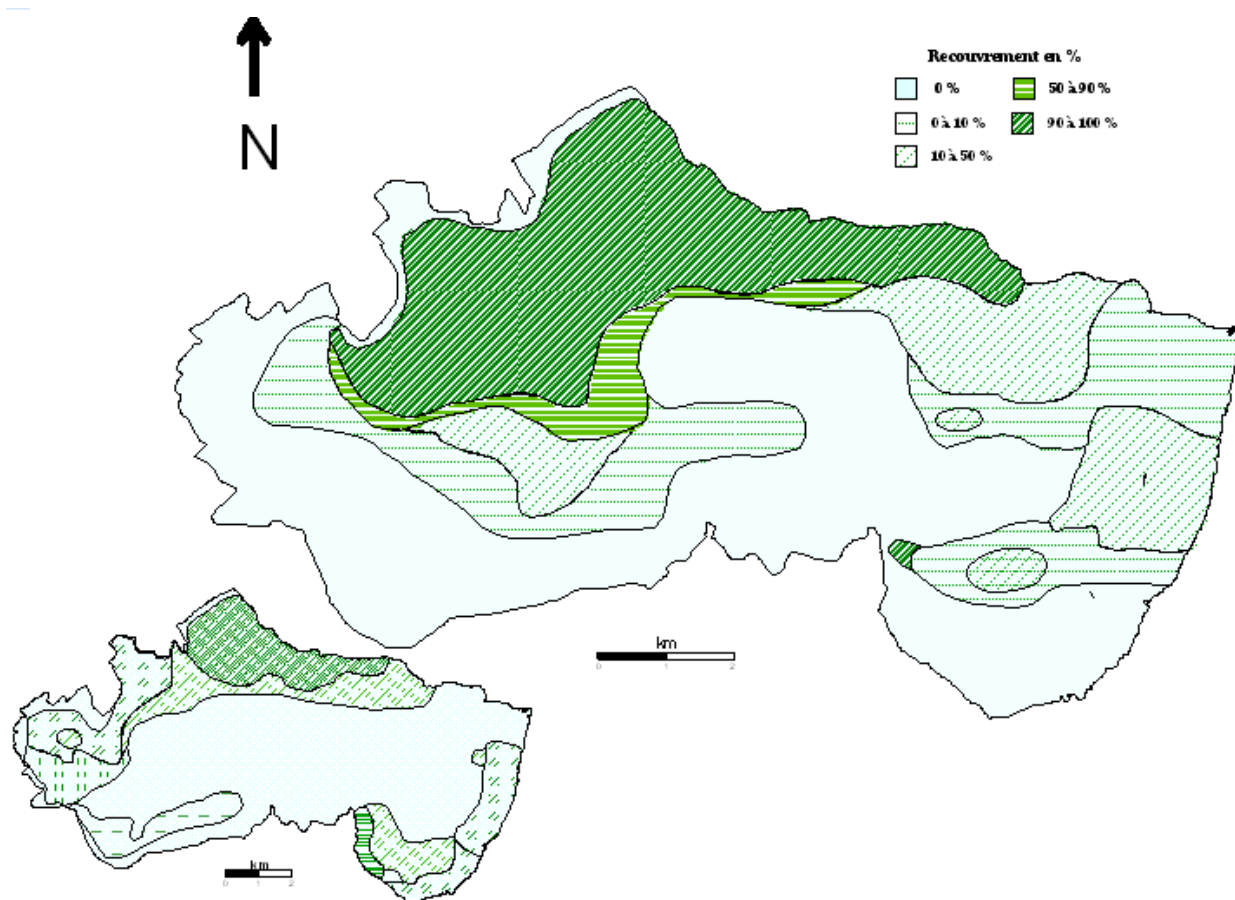 N
Recouvrement en %
0 %
50 à 90 %
0 à 10 %
90 à 100 %
10 à 50 %
km
0 1 2
km
0 1 2